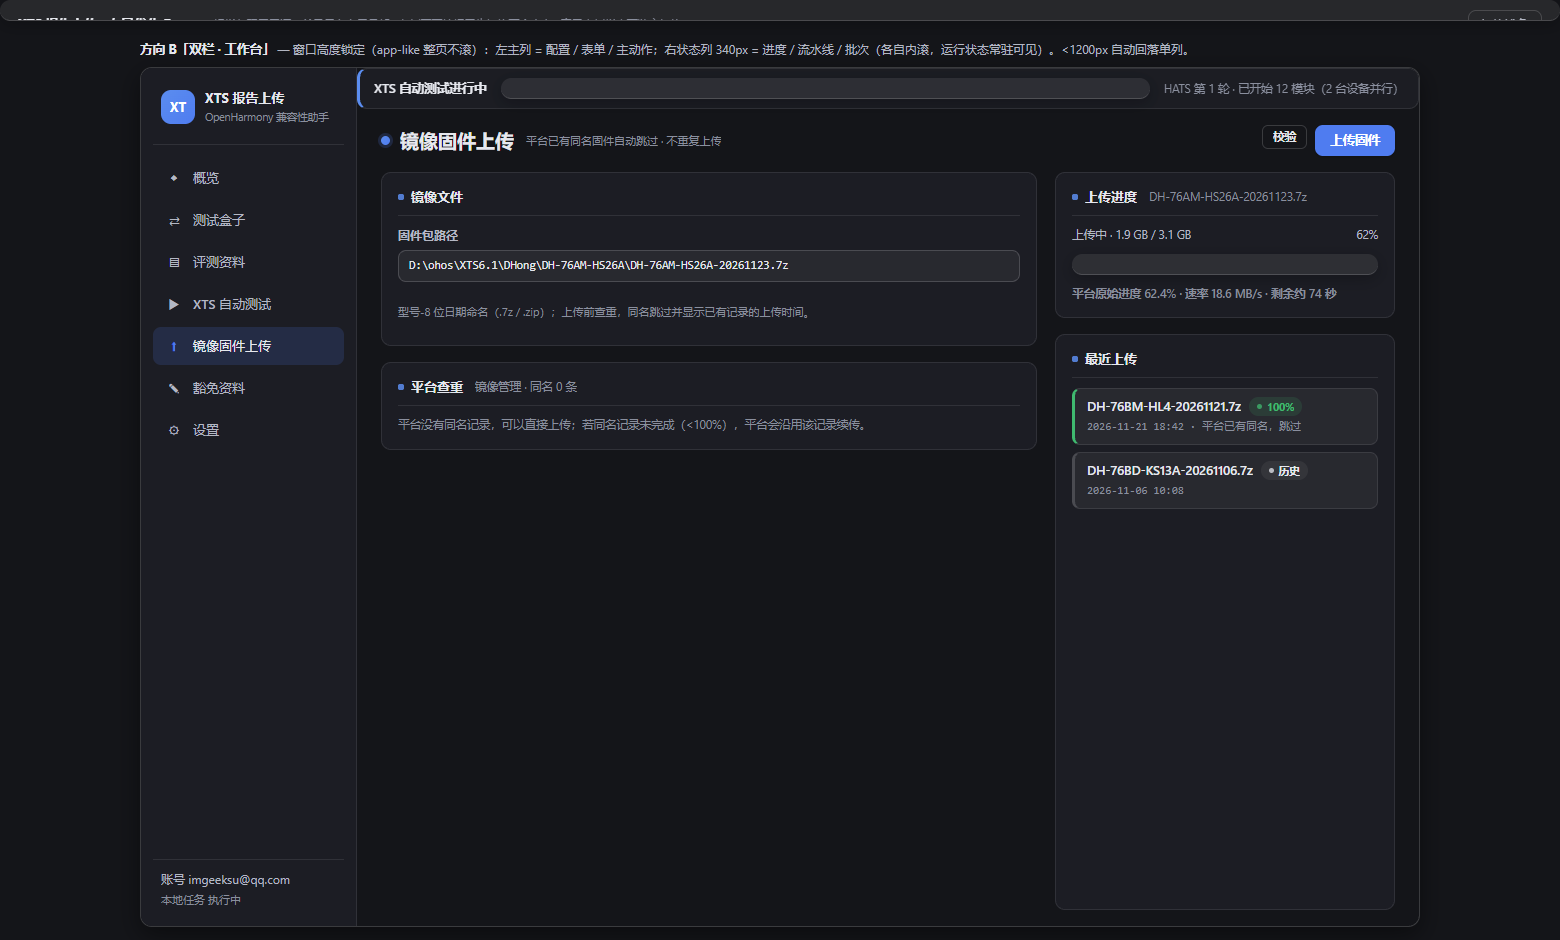 方向 B「双栏 · 工作台」 — 窗口高度锁定（app-like 整页不滚）：左主列 = 配置 / 表单 / 主动作；右状态列 340px = 进度 / 流水线 / 批次（各自内滚，运行状态常驻可见）。<1200px 自动回落单列。
XT
XTS 报告上传
OpenHarmony 兼容性助手
概览
测试盒子
评测资料
XTS 自动测试
镜像固件上传
豁免资料
设置
账号 imgeeksu@qq.com
本地任务 执行中
XTS 自动测试进行中
HATS 第 1 轮 · 已开始 12 模块（2 台设备并行）
镜像固件上传 平台已有同名固件自动跳过 · 不重复上传
校验
上传固件
镜像文件
固件包路径
D:\ohos\XTS6.1\DHong\DH-76AM-HS26A\DH-76AM-HS26A-20261123.7z
型号-8 位日期命名（.7z / .zip）；上传前查重，同名跳过并显示已有记录的上传时间。
平台查重 镜像管理 · 同名 0 条
平台没有同名记录，可以直接上传；若同名记录未完成（<100%），平台会沿用该记录续传。
上传进度 DH-76AM-HS26A-20261123.7z
上传中 · 1.9 GB / 3.1 GB 62%
平台原始进度 62.4% · 速率 18.6 MB/s · 剩余约 74 秒
最近上传
DH-76BM-HL4-20261121.7z 100%
2026-11-21 18:42 · 平台已有同名，跳过
DH-76BD-KS13A-20261106.7z 历史
2026-11-06 10:08